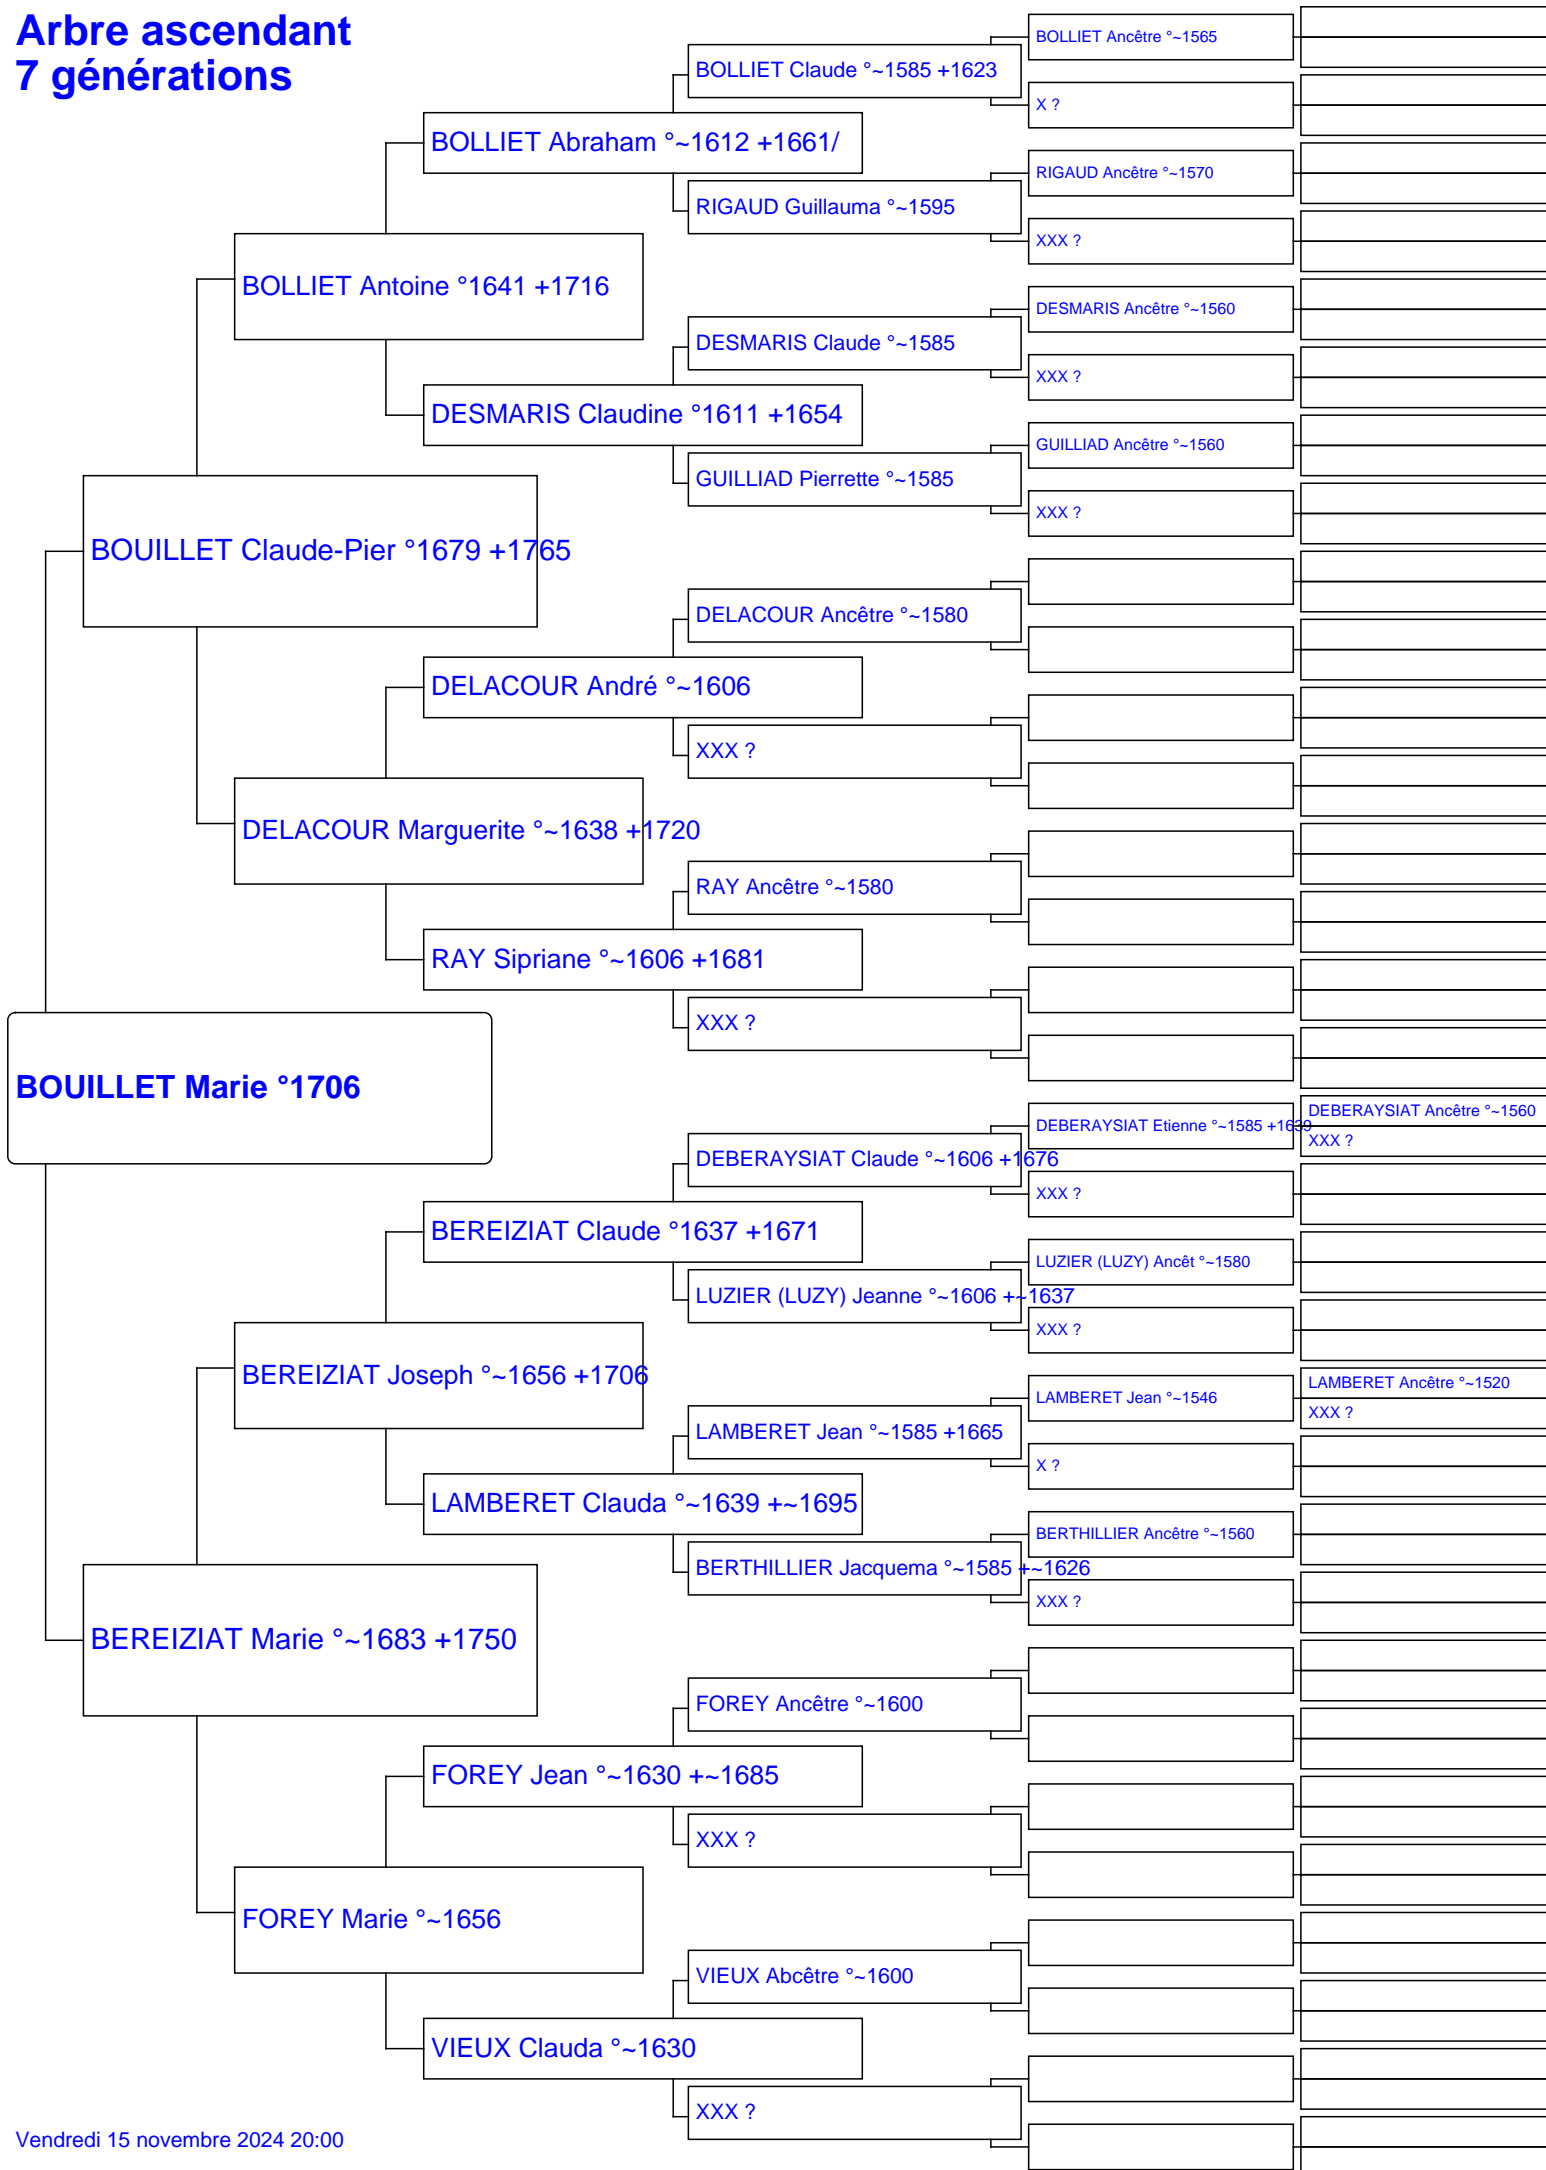 Arbre ascendant
7 générations
BOLLIET Ancêtre °~1565
BOLLIET Claude °~1585 +1623
X ?
BOLLIET Abraham °~1612 +1661/
RIGAUD Ancêtre °~1570
RIGAUD Guillauma °~1595
XXX ?
BOLLIET Antoine °1641 +1716
DESMARIS Ancêtre °~1560
DESMARIS Claude °~1585
XXX ?
DESMARIS Claudine °1611 +1654
GUILLIAD Ancêtre °~1560
GUILLIAD Pierrette °~1585
XXX ?
BOUILLET Claude-Pier °1679 +1765
DELACOUR Ancêtre °~1580
DELACOUR André °~1606
XXX ?
DELACOUR Marguerite °~1638 +1720
RAY Ancêtre °~1580
RAY Sipriane °~1606 +1681
XXX ?
BOUILLET Marie °1706
DEBERAYSIAT Ancêtre °~1560
DEBERAYSIAT Etienne °~1585 +1639
XXX ?
DEBERAYSIAT Claude °~1606 +1676
XXX ?
BEREIZIAT Claude °1637 +1671
LUZIER (LUZY) Ancêt °~1580
LUZIER (LUZY) Jeanne °~1606 +~1637
XXX ?
BEREIZIAT Joseph °~1656 +1706
LAMBERET Ancêtre °~1520
LAMBERET Jean °~1546
XXX ?
LAMBERET Jean °~1585 +1665
X ?
LAMBERET Clauda °~1639 +~1695
BERTHILLIER Ancêtre °~1560
BERTHILLIER Jacquema °~1585 +~1626
XXX ?
BEREIZIAT Marie °~1683 +1750
FOREY Ancêtre °~1600
FOREY Jean °~1630 +~1685
XXX ?
FOREY Marie °~1656
VIEUX Abcêtre °~1600
VIEUX Clauda °~1630
XXX ?
Vendredi 15 novembre 2024 20:00